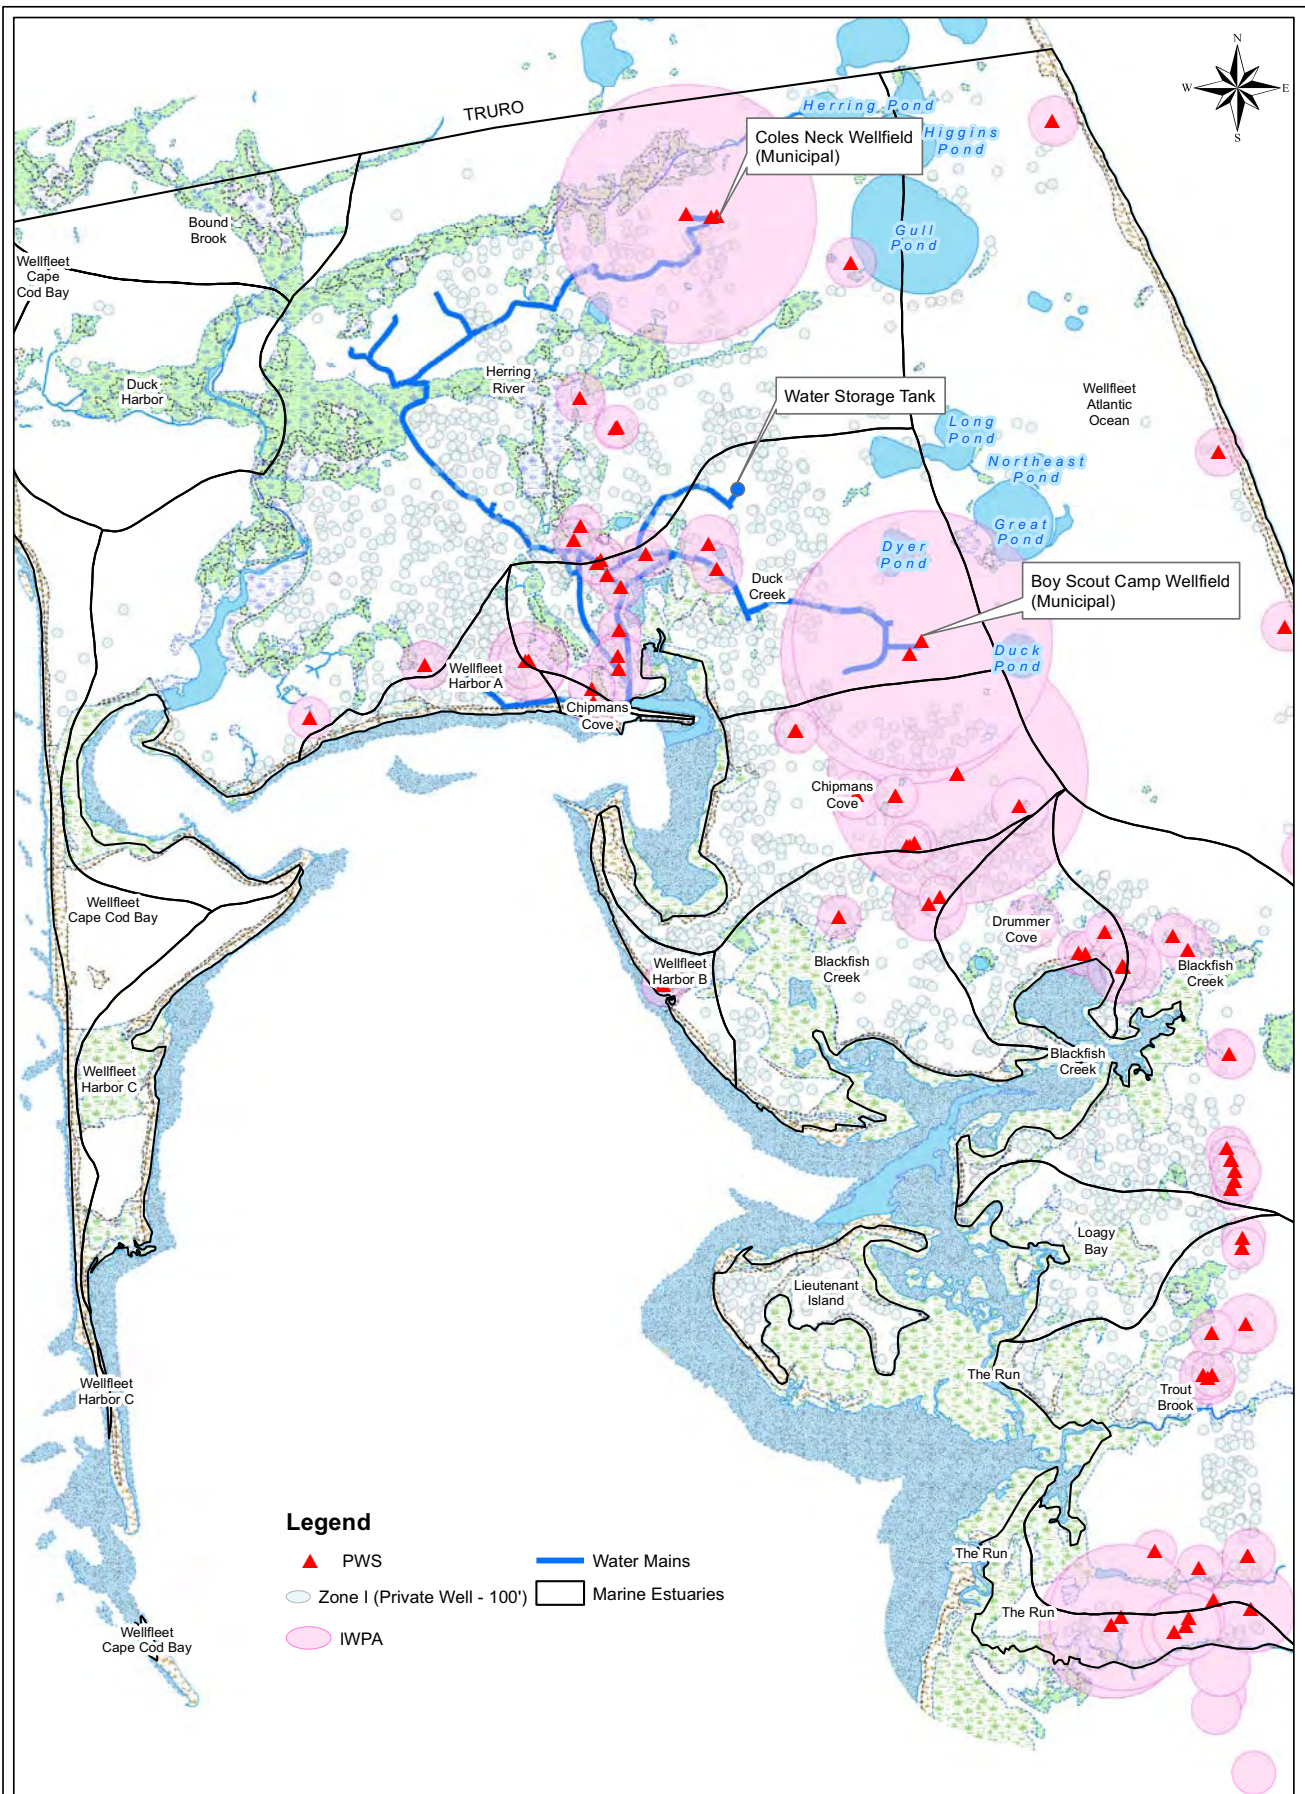 N
W
E
S
TRURO
Herring Pond
Higgins
Pond
Coles Neck Wellfield
(Municipal)
Bound
Brook
Gull
Pond
Wellfleet
Cape
Cod Bay
Herring
River
Duck
Harbor
Water Storage Tank
Wellfleet
Atlantic
Ocean
Long
Pond
Northeast
Pond
Great
Pond
Dyer
Pond
Duck
Creek
Boy Scout Camp Wellfield
(Municipal)
Duck
Pond
Wellfleet
Harbor A
Chipmans
Cove
Chipmans
Cove
Wellfleet
Cape Cod Bay
Drummer
Cove
Wellfleet
Harbor B
Blackfish
Creek
Blackfish
Creek
Blackfish
Creek
Wellfleet
Harbor C
Loagy
Bay
Lieutenant
Island
The Run
Wellfleet
Harbor C
Trout
Brook
The Run
The Run
Wellfleet
Cape Cod Bay
Legend
PWS
Water Mains
Zone I (Private Well - 100')
Marine Estuaries
IWPA